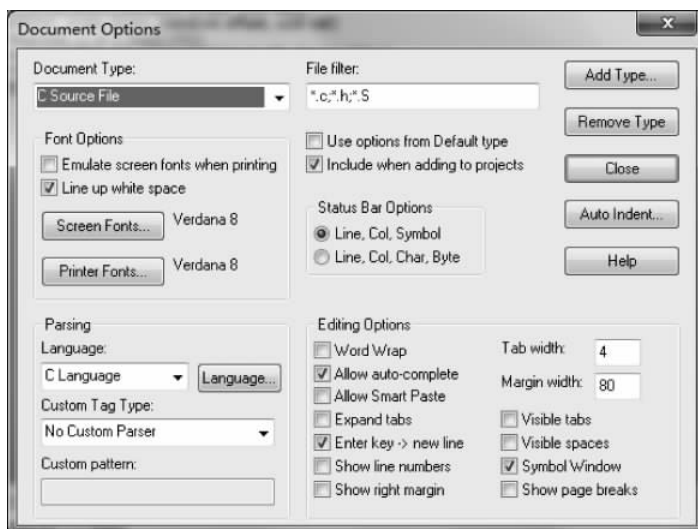 Document Options
Document Type:
C Source File
File filter:
*.c;*.h;*.S
Add Type...
Remove Type
Close
Auto Indent...
Help
Font Options
Emulate screen fonts when printing
Line up white space
Screen Fonts...
Verdana 8
Printer Fonts...
Verdana 8
Use options from Default type
Include when adding to projects
Status Bar Options
Line, Col, Symbol
Line, Col, Char, Byte
Parsing
Language:
C Language
Language...
Custom Tag Type:
No Custom Parser
Custom pattern:
Editing Options
Word Wrap
Allow auto-complete
Allow Smart Paste
Expand tabs
Enter key -> new line
Show line numbers
Show right margin
Tab width:
4
Margin width:
80
Visible tabs
Visible spaces
Symbol Window
Show page breaks